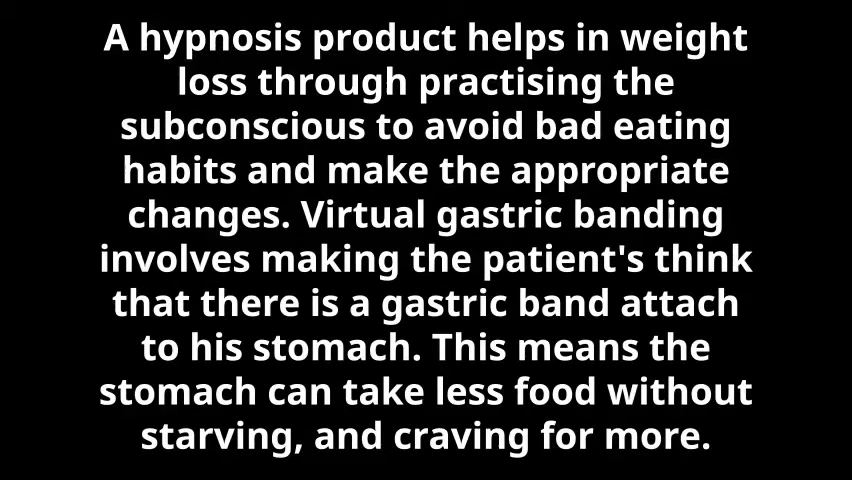 A hypnosis product helps in weight
loss through practising the
subconscious to avoid bad eating
habits and make the appropriate
changes. Virtual gastric banding
involves making the patient's think
that there is a gastric band attach
to his stomach. This means the
stomach can take less food without
starving, and craving for more.